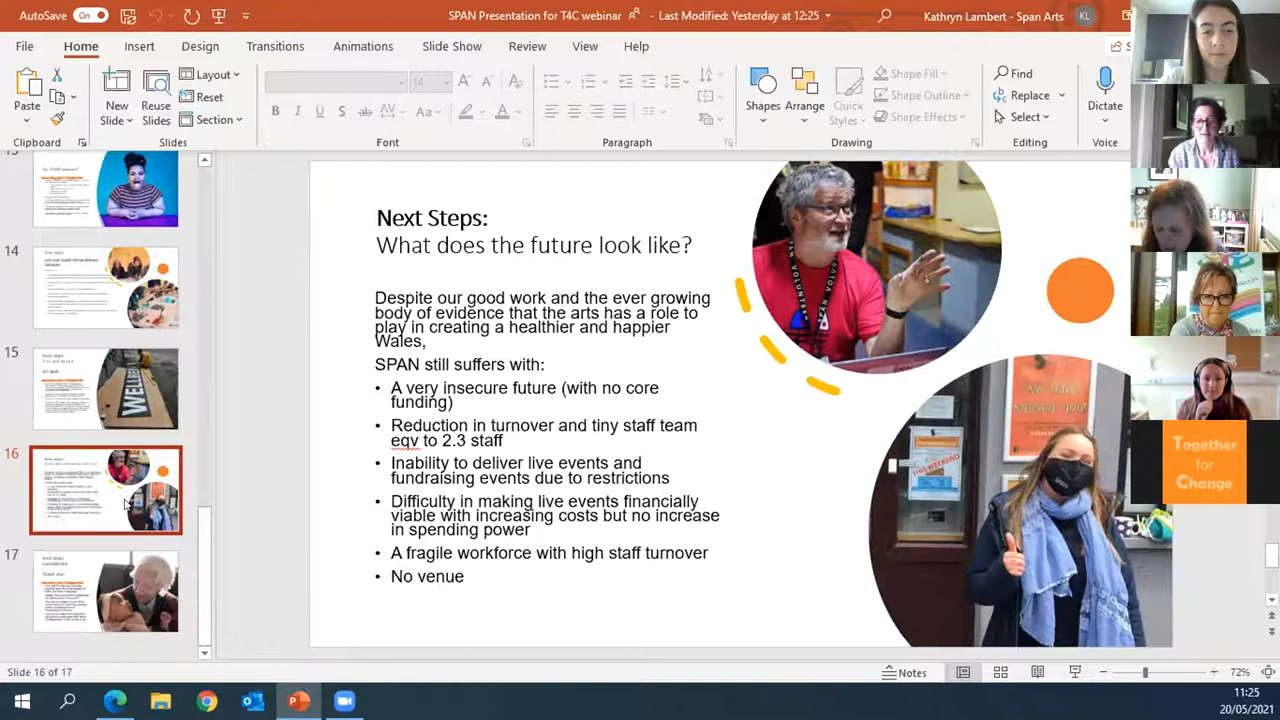 AutoSave On
SPAN Presentation for T4C webinar
Last Modified: Yesterday at 12:25
Kathryn Lambert - Span Arts
KL
File Home Insert Design Transitions Animations Slide Show Review View Help
Paste
New
Slide
Reuse
Slides
Layout
Reset
Section
14
Shapes
Arrange
Quick
Styles
Shape Fill
Shape Outline
Shape Effects
Find
Replace
Select
Dictate
Clipboard Slides Font Paragraph Drawing Editing Voice
14
15
16
17
Next Steps:
What does the future look like?
Despite our good work and the ever growing
body of evidence that the arts has a role to
play in creating a healthier and happier
Wales,
SPAN still suffers with:
• A very insecure future (with no core
funding)
Reduction in turnover and tiny staff team
eqv to 2.3 staff
• Inability to deliver live events and
fundraising events due to restrictions
• Difficulty in making live events financially
viable with increasing costs but no increase
in spending power
• A fragile workforce with high staff turnover
• No venue
Together
for
Change
Slide 16 of 17
Notes
72%
11:25
20/05/2021